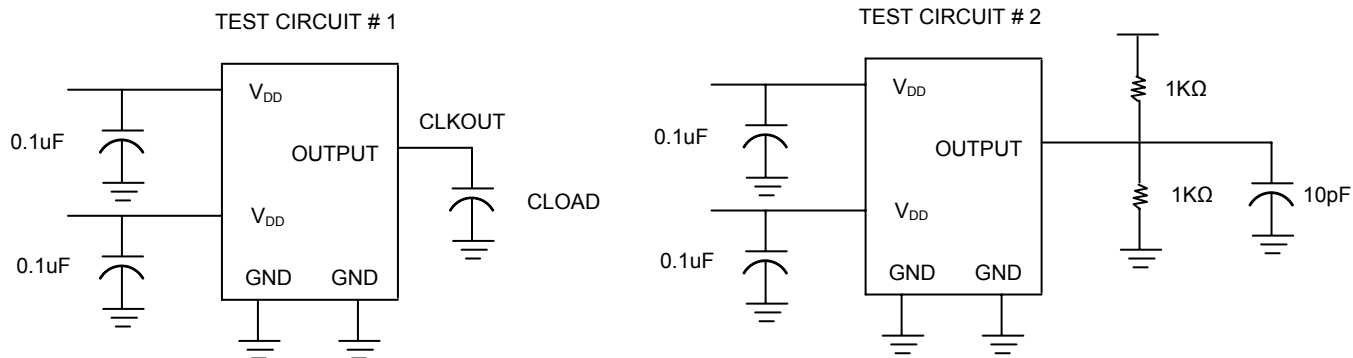 TEST CIRCUIT # 1
V_DD
0.1uF
CLKOUT
OUTPUT
CLOAD
V_DD
0.1uF
GND
GND
TEST CIRCUIT # 2
V_DD
1KΩ
0.1uF
OUTPUT
1KΩ
10pF
V_DD
0.1uF
GND
GND